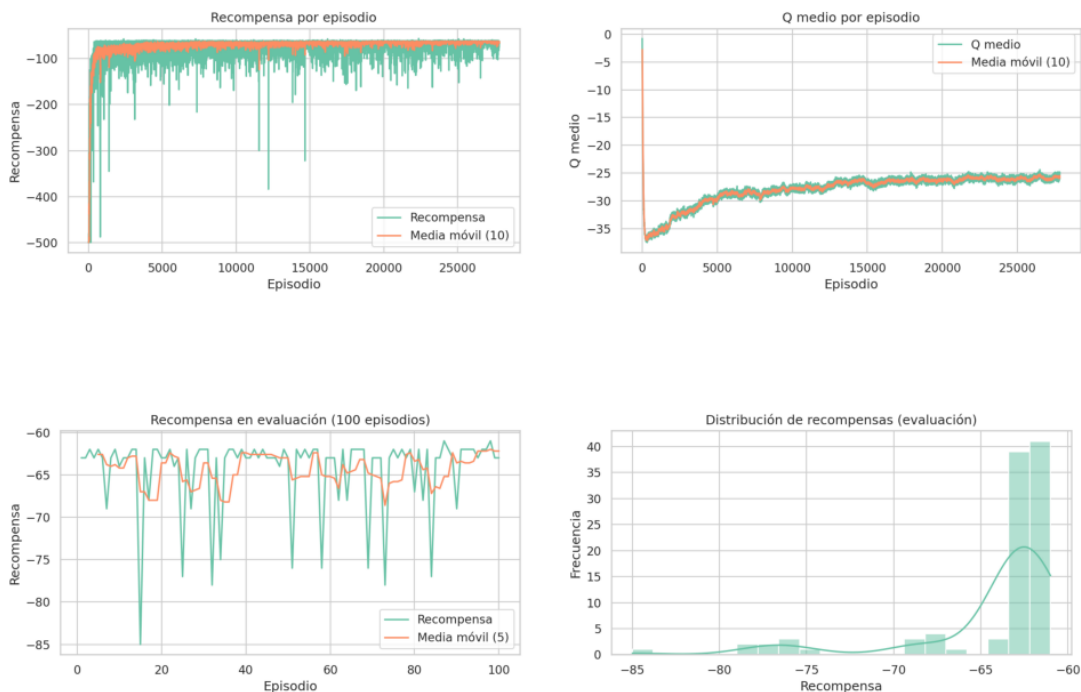 Recompensa por episodio
−100
−200
−300
−400
−500
Recompensa
Recompensa
Media móvil (10)
0 5000 10000 15000 20000 25000
Episodio
Q medio por episodio
0
−5
−10
−15
−20
−25
−30
−35
Q medio
Q medio
Media móvil (10)
0 5000 10000 15000 20000 25000
Episodio
Recompensa en evaluación (100 episodios)
−60
−65
−70
−75
−80
−85
Recompensa
Recompensa
Media móvil (5)
0 20 40 60 80 100
Episodio
Distribución de recompensas (evaluación)
40
35
30
25
20
15
10
5
0
Frecuencia
−85 −80 −75 −70 −65 −60
Recompensa